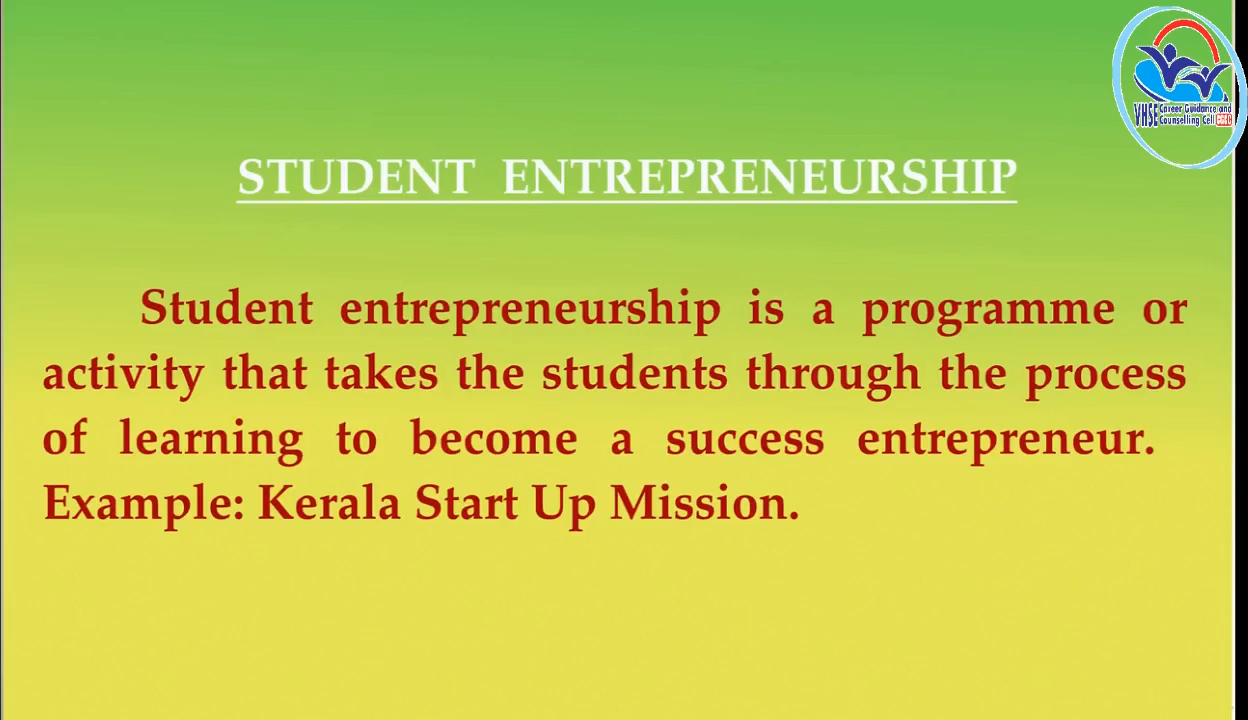 VHSE Career Guidance and
Counselling Cell CGCC
STUDENT ENTREPRENEURSHIP
Student entrepreneurship is a programme or
activity that takes the students through the process
of learning to become a success entrepreneur.
Example: Kerala Start Up Mission.